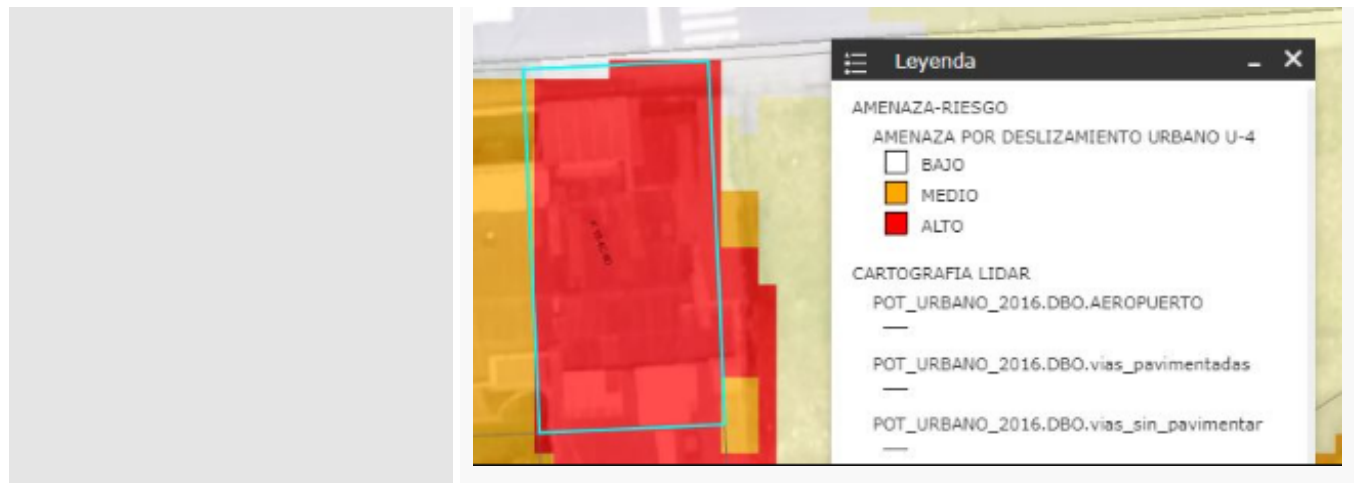 Leyenda
AMENAZA-RIESGO
AMENAZA POR DESLIZAMIENTO URBANO U-4
BAJO
MEDIO
ALTO
CARTOGRAFIA LIDAR
POT_URBANO_2016.DBO.AEROPUERTO
POT_URBANO_2016.DBO.vias_pavimentadas
POT_URBANO_2016.DBO.vias_sin_pavimentar